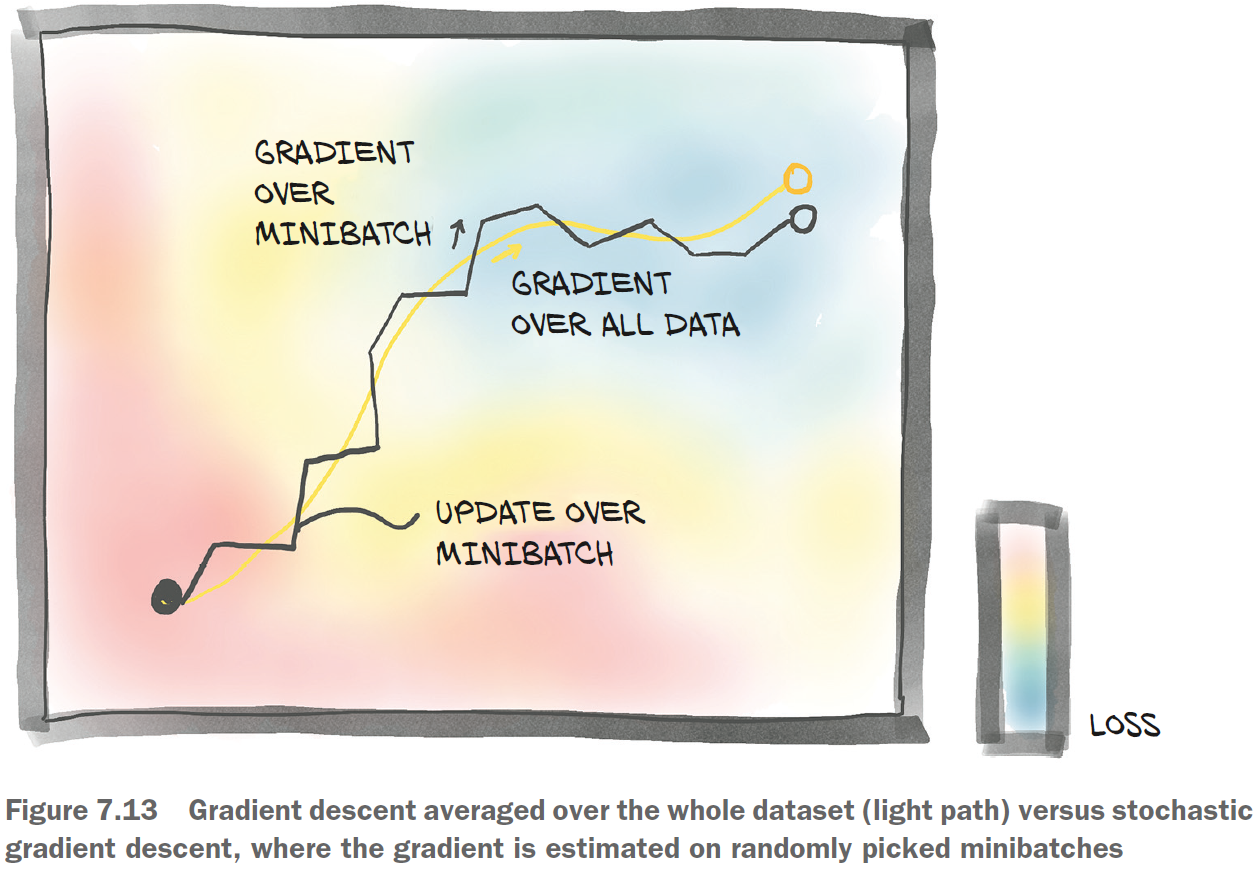 GRADIENT
OVER
MINIBATCH
GRADIENT
OVER ALL DATA
UPDATE OVER
MINIBATCH
LOSS
Figure 7.13 Gradient descent averaged over the whole dataset (light path) versus stochastic
gradient descent, where the gradient is estimated on randomly picked minibatches